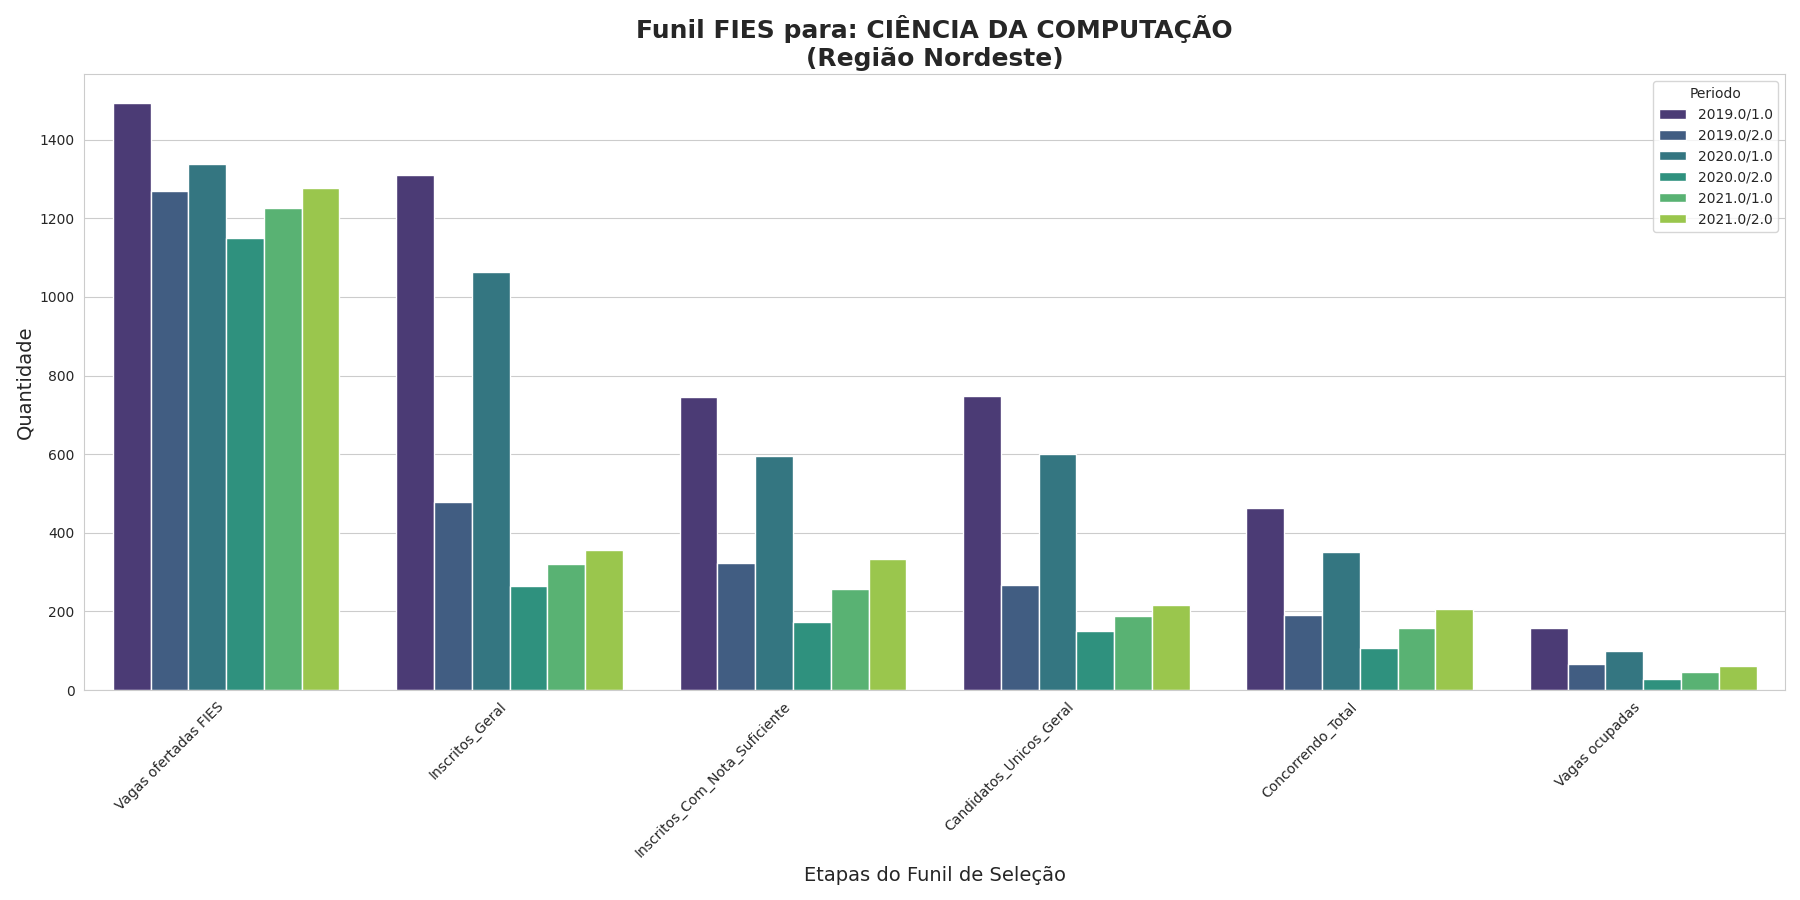 Funil FIES para: CIÊNCIA DA COMPUTAÇÃO
(Região Nordeste)
Periodo
2019.0/1.0
2019.0/2.0
2020.0/1.0
2020.0/2.0
2021.0/1.0
2021.0/2.0
Quantidade
1400
1200
1000
800
600
400
200
0
Vagas ofertadas FIES
Inscritos_Geral
Inscritos_Com_Nota_Suficiente
Candidatos_Unicos_Geral
Concorrendo_Total
Vagas ocupadas
Etapas do Funil de Seleção